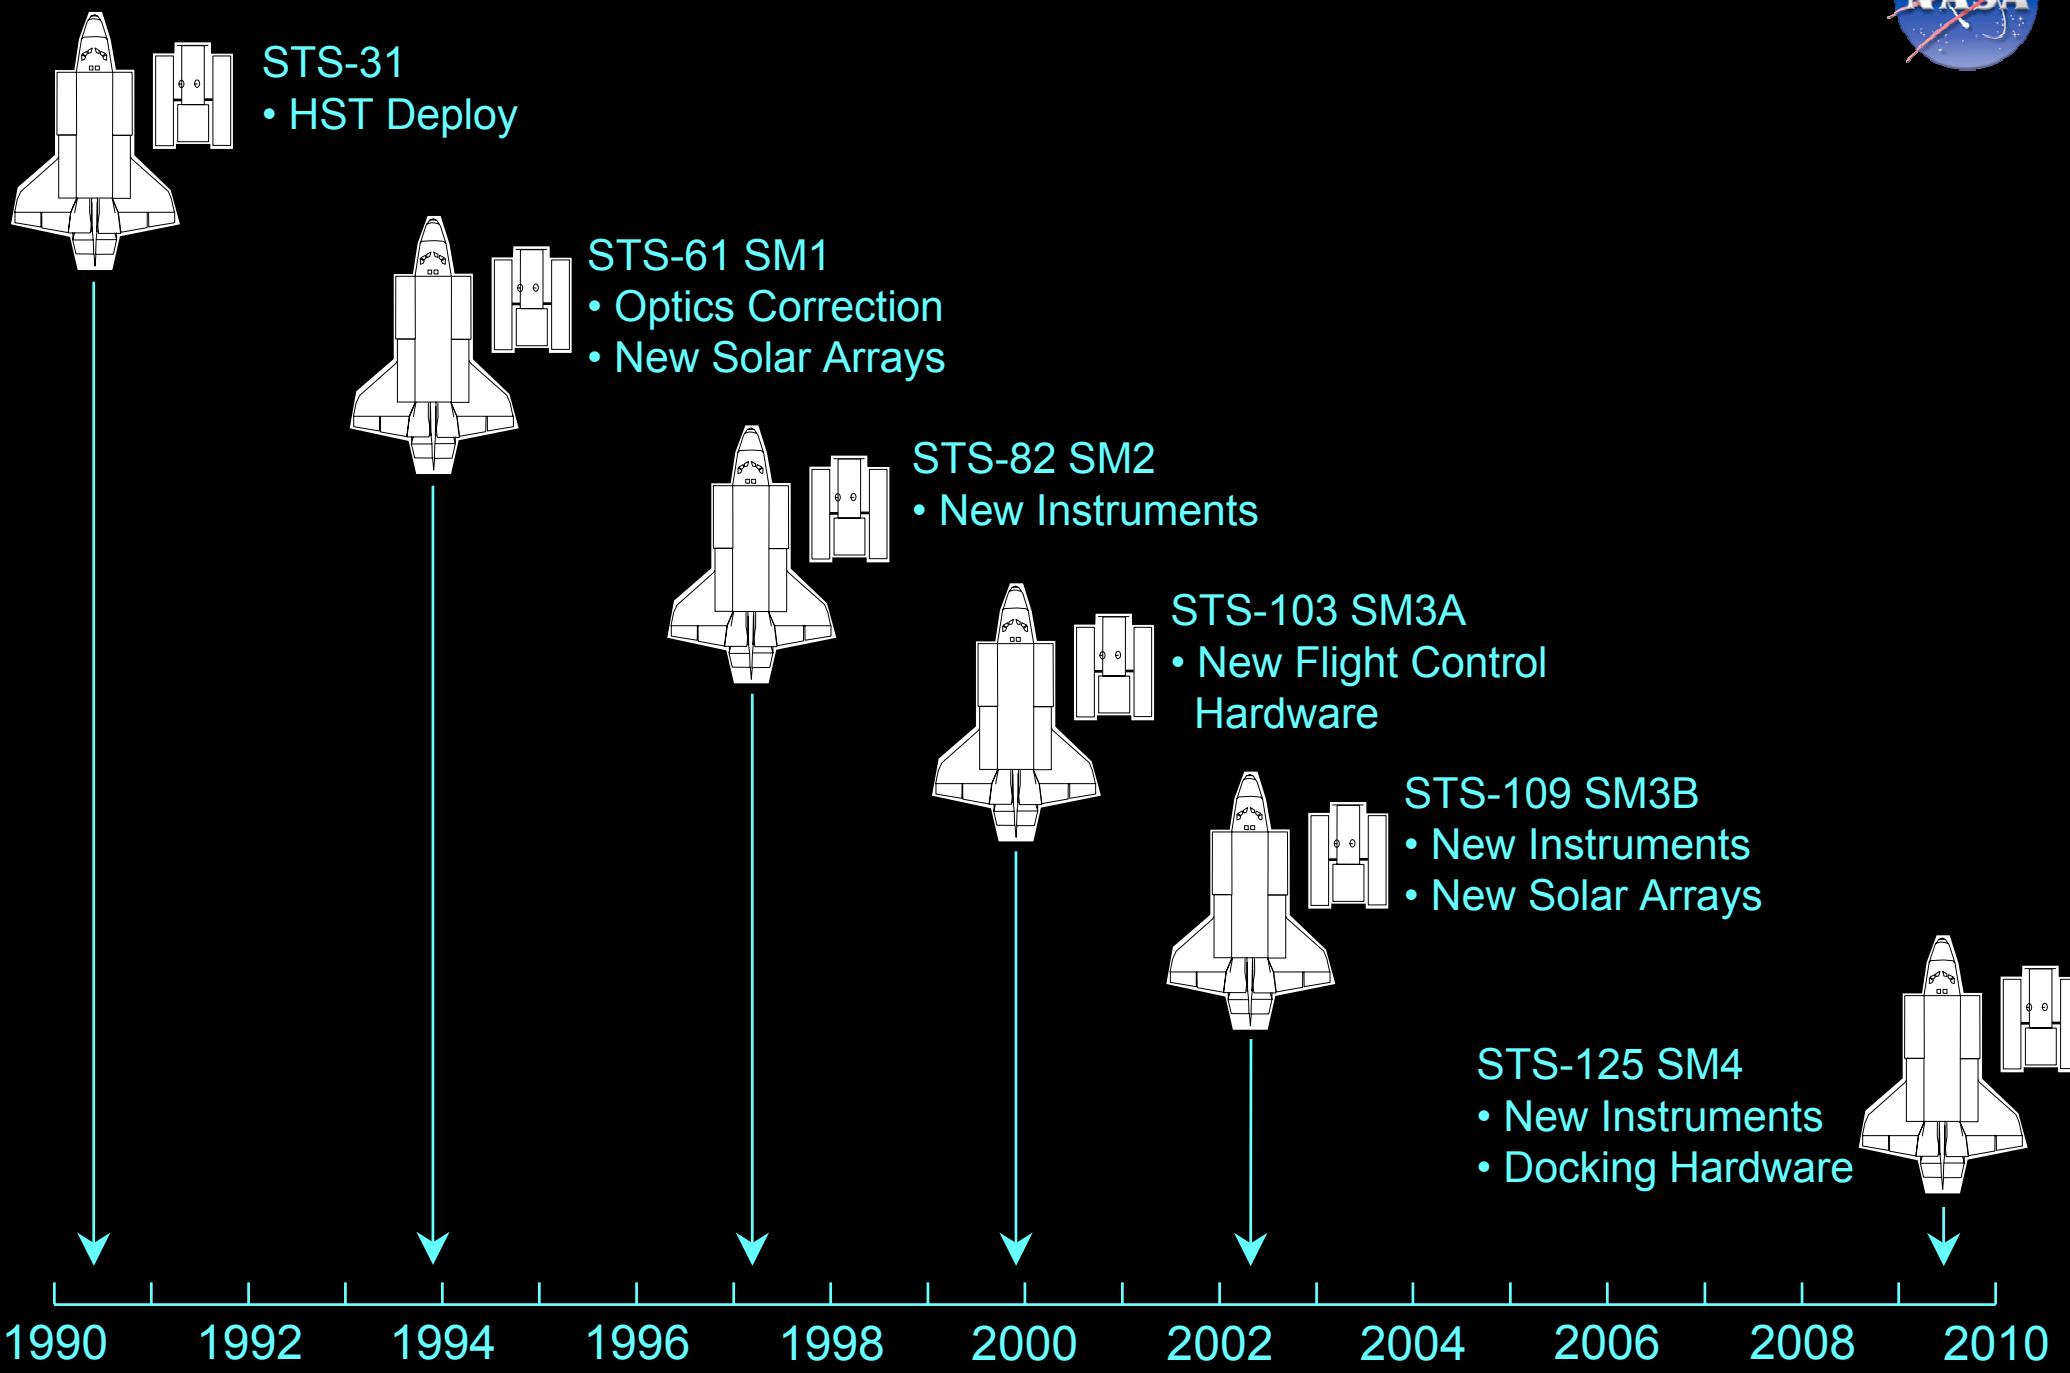 NASA
STS-31
• HST Deploy
STS-61 SM1
• Optics Correction
• New Solar Arrays
STS-82 SM2
• New Instruments
STS-103 SM3A
• New Flight Control
Hardware
STS-109 SM3B
• New Instruments
• New Solar Arrays
STS-125 SM4
• New Instruments
• Docking Hardware
1990 1992 1994 1996 1998 2000 2002 2004 2006 2008 2010